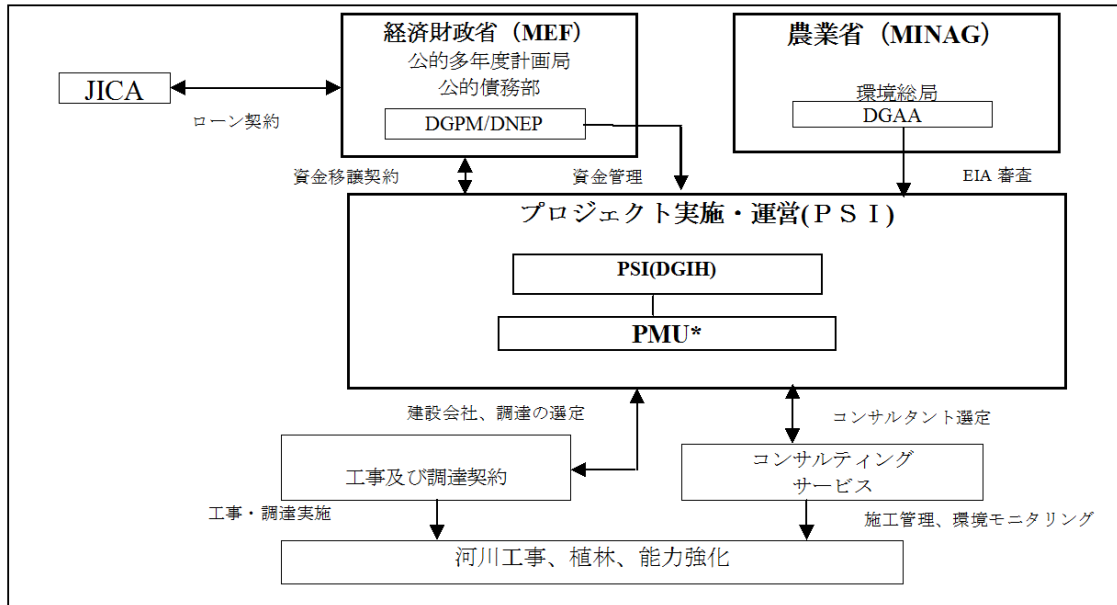 経済財政省（MEF）
公的多年度計画局
公的債務部
DGPM/DNEP
農業省（MINAG）
環境総局
DGAA
JICA
ローン契約
資金移譲契約
資金管理
EIA 審査
プロジェクト実施・運営(ＰＳＩ)
PSI(DGIH)
PMU*
建設会社、調達の選定
コンサルタント選定
工事及び調達契約
コンサルティング
サービス
工事・調達実施
施工管理、環境モニタリング
河川工事、植林、能力強化